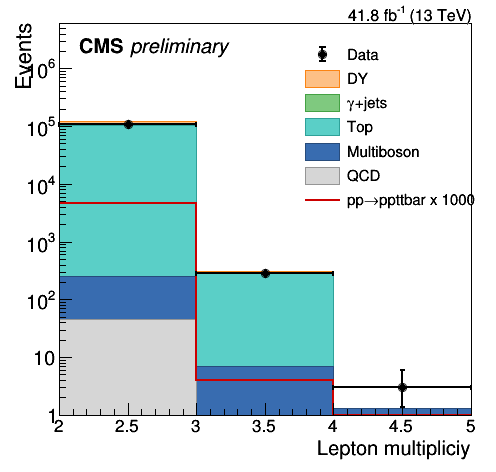 41.8 fb⁻¹ (13 TeV)
Events
CMS preliminary
Data
DY
γ+jets
Top
Multiboson
QCD
pp→ppttbar x 1000
10⁶
10⁵
10⁴
10³
10²
10
1
2 2.5 3 3.5 4 4.5 5
Lepton multipliciy